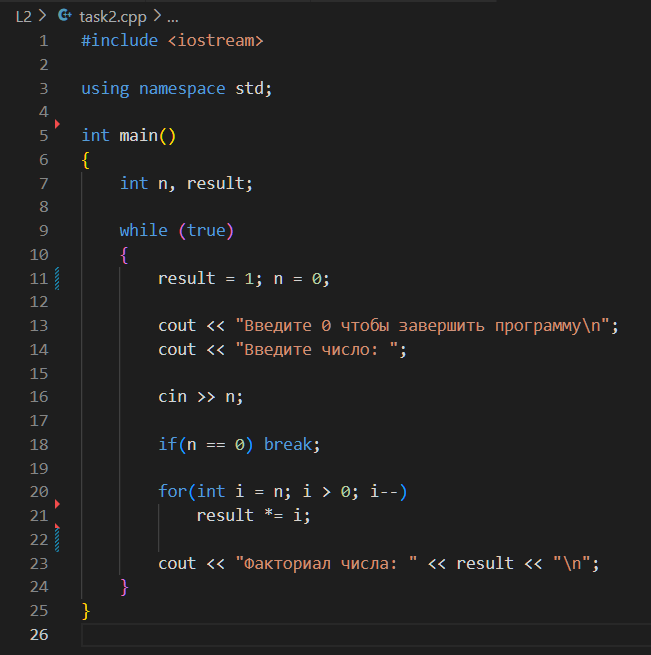 L2 > task2.cpp > ...
1 #include <iostream>
2
3 using namespace std;
4
5 int main()
6 {
7 int n, result;
8
9 while (true)
10 {
11 result = 1; n = 0;
12
13 cout << "Введите 0 чтобы завершить программу\n";
14 cout << "Введите число: ";
15
16 cin >> n;
17
18 if(n == 0) break;
19
20 for(int i = n; i > 0; i--)
21 result *= i;
22
23 cout << "Факториал числа: " << result << "\n";
24 }
25 }
26